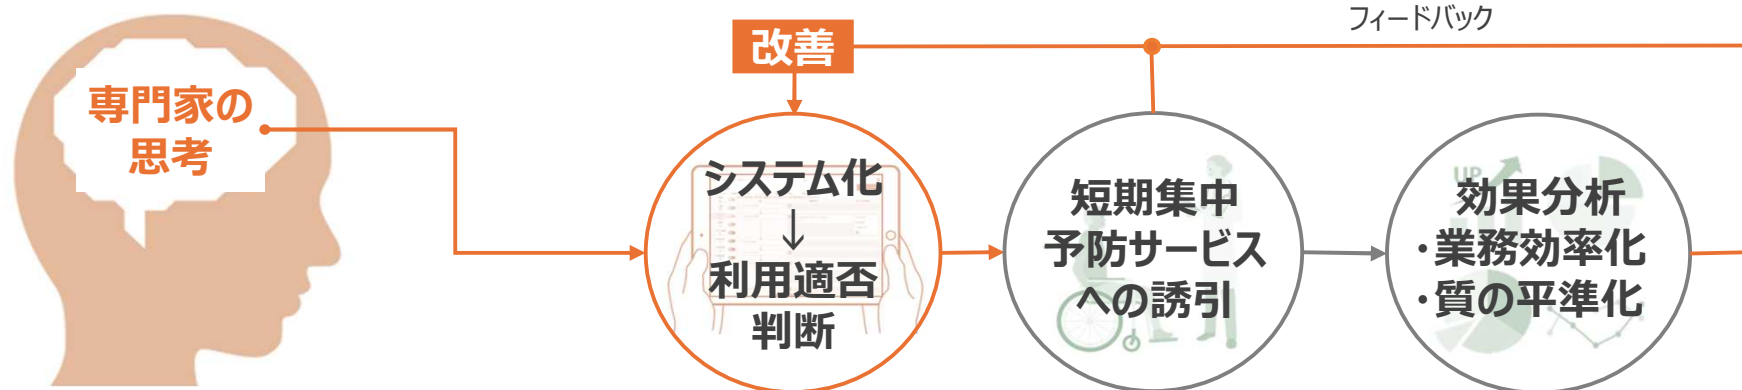 フィードバック
改善
専門家の
思考
システム化
↓
利用適否
判断
短期集中
予防サービス
への誘引
UP
効果分析
・業務効率化
・質の平準化